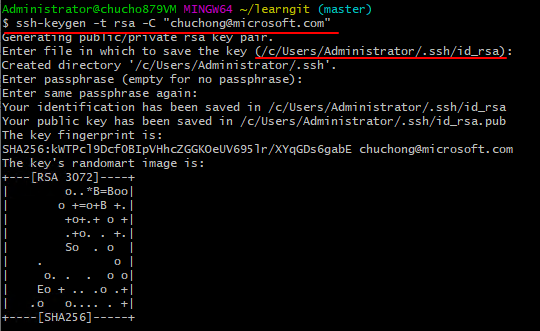 Administrator@chucho879VM MINGW64 ~/learngit (master)
$ ssh-keygen -t rsa -C "chuchong@microsoft.com"
Generating public/private rsa key pair.
Enter file in which to save the key (/c/Users/Administrator/.ssh/id_rsa):
Created directory '/c/Users/Administrator/.ssh'.
Enter passphrase (empty for no passphrase):
Enter same passphrase again:
Your identification has been saved in /c/Users/Administrator/.ssh/id_rsa
Your public key has been saved in /c/Users/Administrator/.ssh/id_rsa.pub
The key fingerprint is:
SHA256:kWTPcl9DcfOBIpVHhcZGGKOeUV695lr/XYqGDs6gabE chuchong@microsoft.com
The key's randomart image is:
+---[RSA 3072]----+
|       o..*B=Boo|
|      o +=o+B +.|
|       +o+.+ o +|
|       .+o. . +.|
|       So  . o  |
|    .         o |
|     o. .  . o o|
|    Eo + .. .o .+|
|   .o   o.... . +|
+----[SHA256]-----+